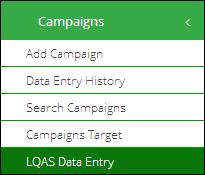 Campaigns
Add Campaign
Data Entry History
Search Campaigns
Campaigns Target
LQAS Data Entry